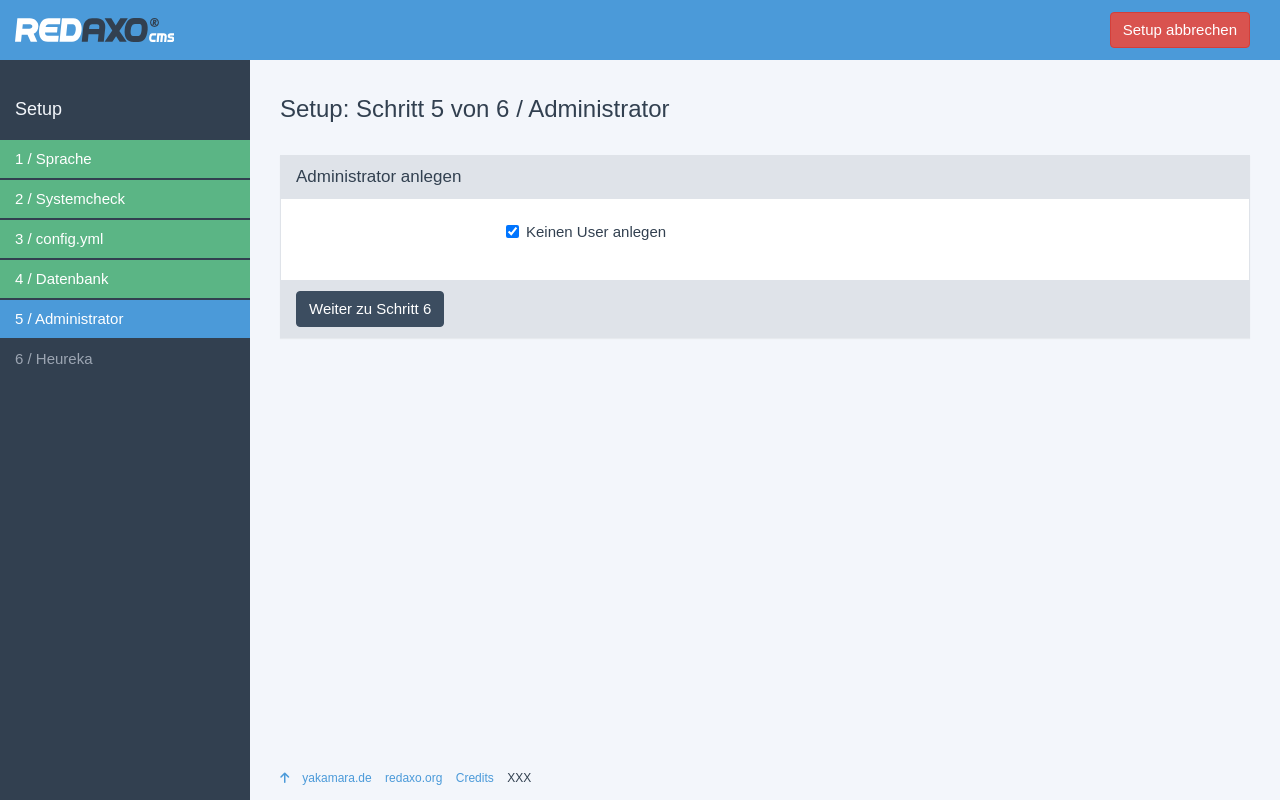 REDAXO® cms
Setup abbrechen
Setup
1 / Sprache
2 / Systemcheck
3 / config.yml
4 / Datenbank
5 / Administrator
6 / Heureka
Setup: Schritt 5 von 6 / Administrator
Administrator anlegen
Keinen User anlegen
Weiter zu Schritt 6
yakamara.de redaxo.org Credits XXX